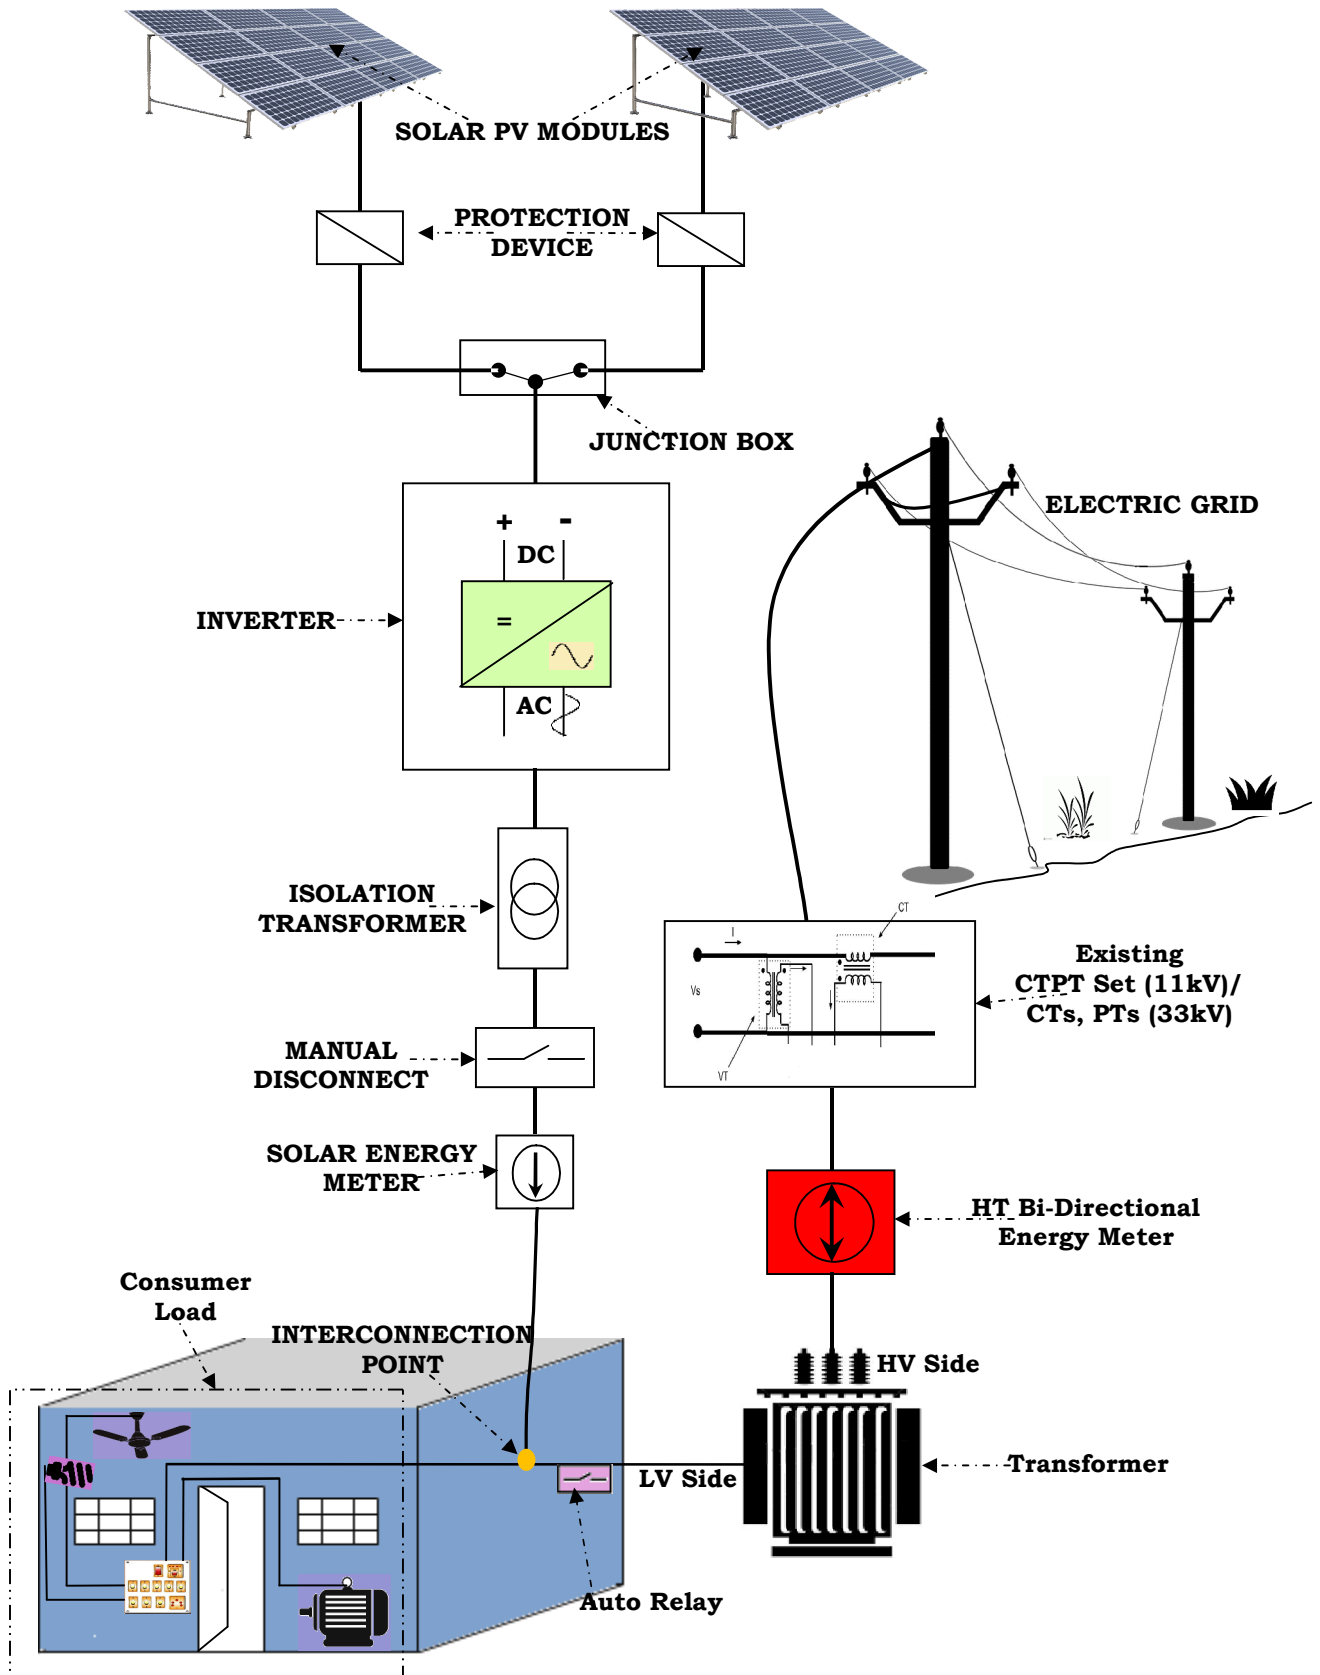 SOLAR PV MODULES
PROTECTION
DEVICE
JUNCTION BOX
ELECTRIC GRID
+ -
DC
INVERTER
=
AC
ISOLATION
TRANSFORMER
CT
I
Vs
VT
Existing
CTPT Set (11kV)/
CTs, PTs (33kV)
MANUAL
DISCONNECT
SOLAR ENERGY
METER
HT Bi-Directional
Energy Meter
Consumer
Load
INTERCONNECTION
POINT
HV Side
LV Side
Transformer
Auto Relay